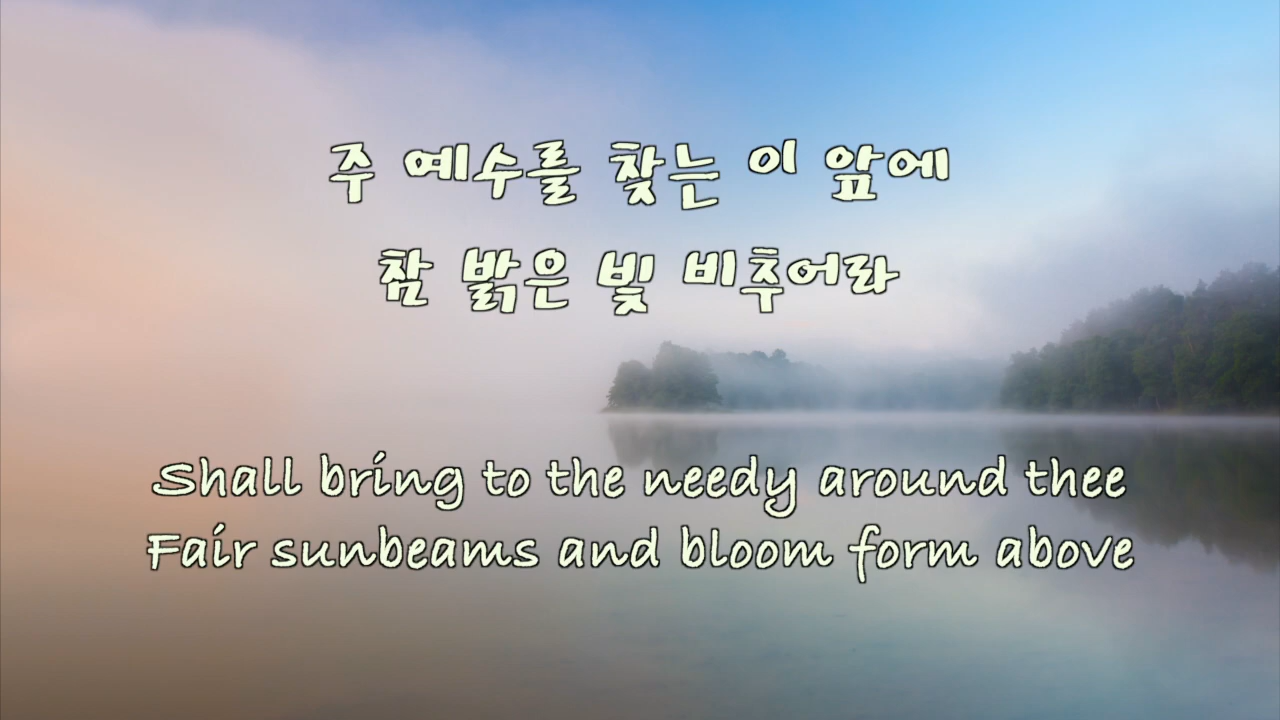 주 예수를 찾는 이 앞에
참 밝은 빛 비추어라
Shall bring to the needy around thee
Fair sunbeams and bloom form above